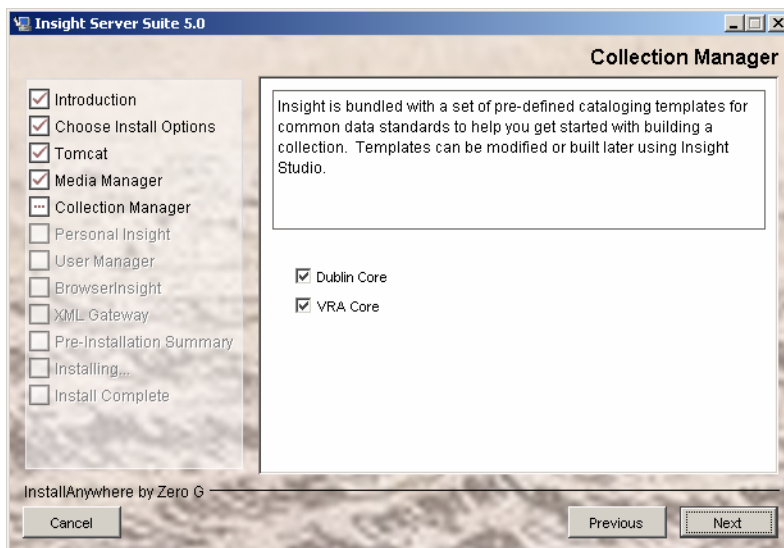 Insight Server Suite 5.0
Collection Manager
Introduction
Choose Install Options
Tomcat
Media Manager
Collection Manager
Personal Insight
User Manager
BrowserInsight
XML Gateway
Pre-Installation Summary
Installing...
Install Complete
Insight is bundled with a set of pre-defined cataloging templates for
common data standards to help you get started with building a
collection. Templates can be modified or built later using Insight
Studio.
Dublin Core
VRA Core
InstallAnywhere by Zero G
Cancel
Previous
Next